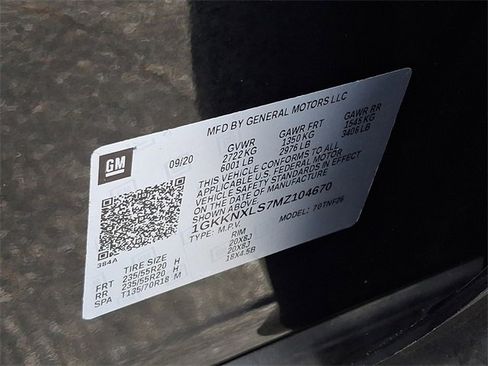 MFD BY GENERAL MOTORS LLC
GM
09/20
GVWR GAWR FRT GAWR RR
2722 KG 1350 KG 1545 KG
6001 LB 2976 LB 3406 LB
THIS VEHICLE CONFORMS TO ALL
APPLICABLE U.S. FEDERAL MOTOR
VEHICLE SAFETY STANDARDS IN EFFECT
ON THE DATE OF MANUFACTURE
SHOWN ABOVE.
1GKKNXLS7MZ104670
TYPE: M.P.V. MODEL: 70TNF26
384A
TIRE SIZE RIM
FRT 235/55R20 H 20X8J
RR 235/55R20 H 20X8J
SPA T135/70R18 M 18X4.5B